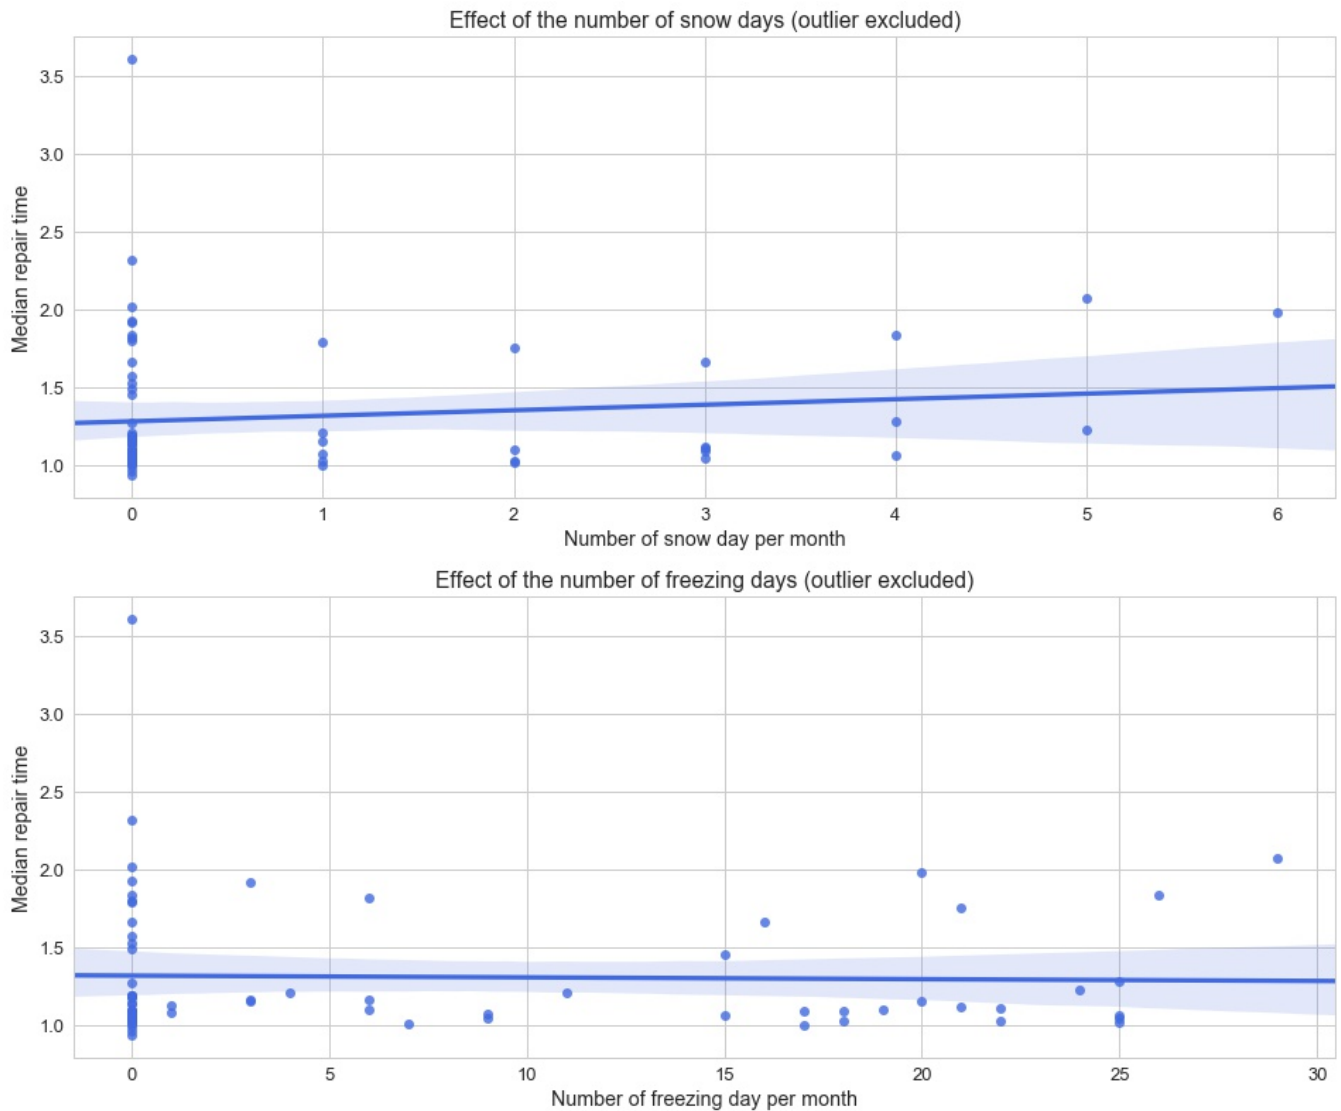 Effect of the number of snow days (outlier excluded)
3.5
3.0
2.5
2.0
1.5
1.0
Median repair time
0 1 2 3 4 5 6
Number of snow day per month
Effect of the number of freezing days (outlier excluded)
3.5
3.0
2.5
2.0
1.5
1.0
Median repair time
0 5 10 15 20 25 30
Number of freezing day per month